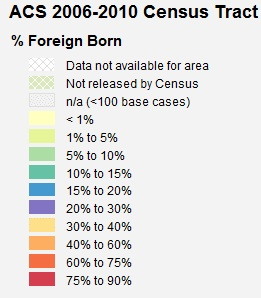 ACS 2006-2010 Census Tract
% Foreign Born
Data not available for area
Not released by Census
n/a (<100 base cases)
< 1%
1% to 5%
5% to 10%
10% to 15%
15% to 20%
20% to 30%
30% to 40%
40% to 60%
60% to 75%
75% to 90%